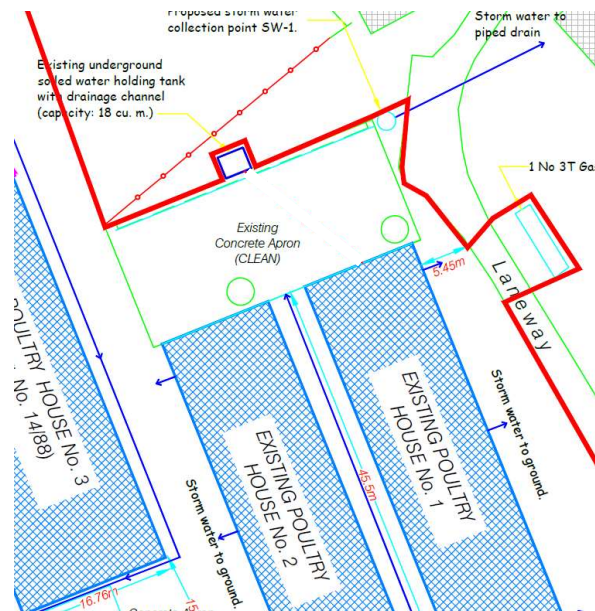 Proposed storm water
collection point SW-1.
Storm water to
piped drain
Existing underground
soiled water holding tank
with drainage channel
(capacity: 18 cu. m.)
1 No 3T Ga
Existing
Concrete Apron
(CLEAN)
5.45m
Laneway
POULTRY HOUSE No. 3
No. 14/88)
EXISTING POULTRY
HOUSE No. 1
Storm water to ground.
EXISTING POULTRY
HOUSE No. 2
45.5m
Storm water to ground.
16.76m
15